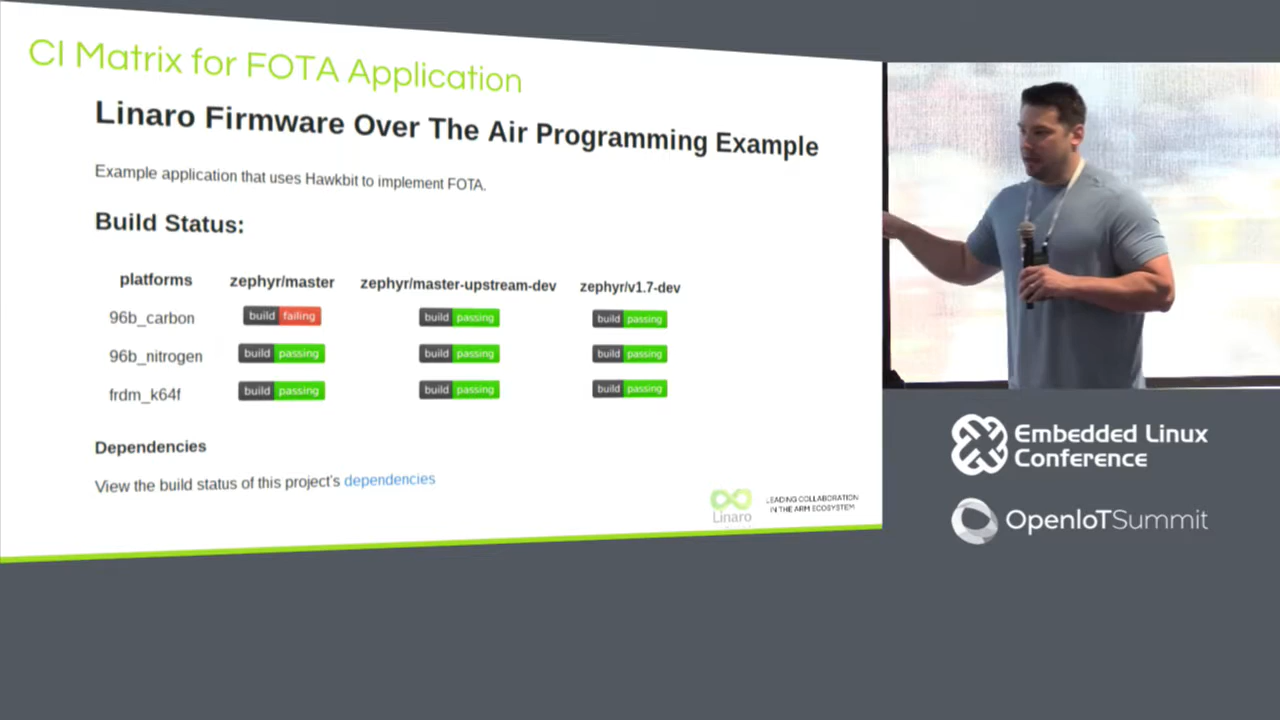 CI Matrix for FOTA Application
Linaro Firmware Over The Air Programming Example
Example application that uses Hawkbit to implement FOTA.
Build Status:
platforms zephyr/master zephyr/master-upstream-dev zephyr/v1.7-dev
96b_carbon build failing build passing build passing
96b_nitrogen build passing build passing build passing
frdm_k64f build passing build passing build passing
Dependencies
View the build status of this project's dependencies
Linaro
LEADING COLLABORATION
IN THE ARM ECOSYSTEM
Embedded Linux
Conference
OpenIoTSummit